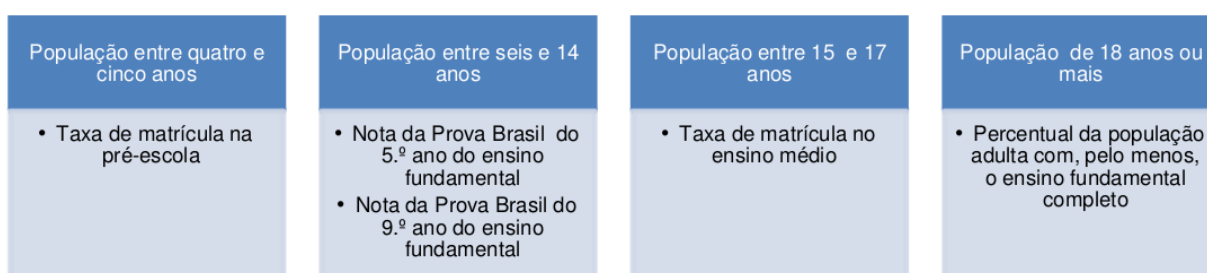 População entre quatro e
cinco anos
• Taxa de matrícula na
pré-escola
População entre seis e 14
anos
• Nota da Prova Brasil do
5.º ano do ensino
fundamental
• Nota da Prova Brasil do
9.º ano do ensino
fundamental
População entre 15 e 17
anos
• Taxa de matrícula no
ensino médio
População de 18 anos ou
mais
• Percentual da população
adulta com, pelo menos,
o ensino fundamental
completo